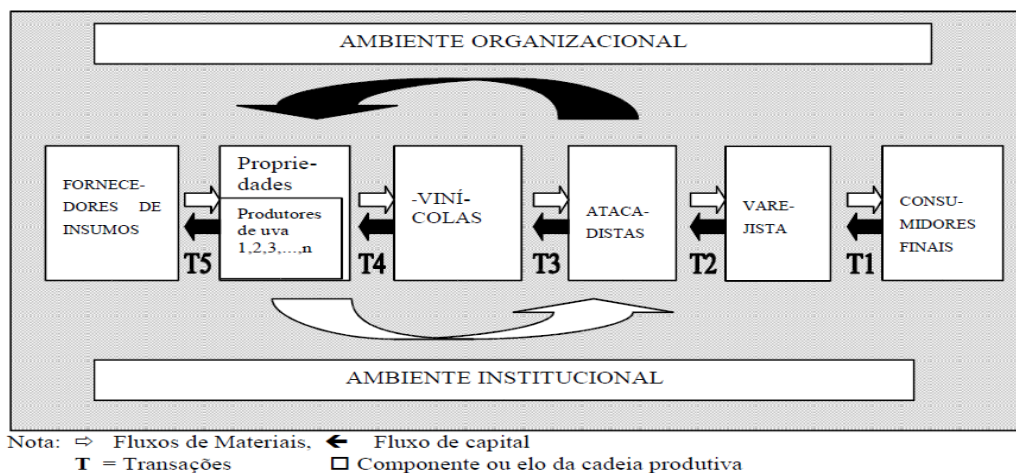 AMBIENTE ORGANIZACIONAL
FORNECE-
DORES DE
INSUMOS
T5
Proprie-
dades
Produtores
de uva
1,2,3,...,n
T4
-VINÍ-
COLAS
T3
ATACA-
DISTAS
T2
VARE-
JISTA
T1
CONSU-
MIDORES
FINAIS
AMBIENTE INSTITUCIONAL
Nota: ⇨ Fluxos de Materiais, 🡸 Fluxo de capital
T = Transações □ Componente ou elo da cadeia produtiva